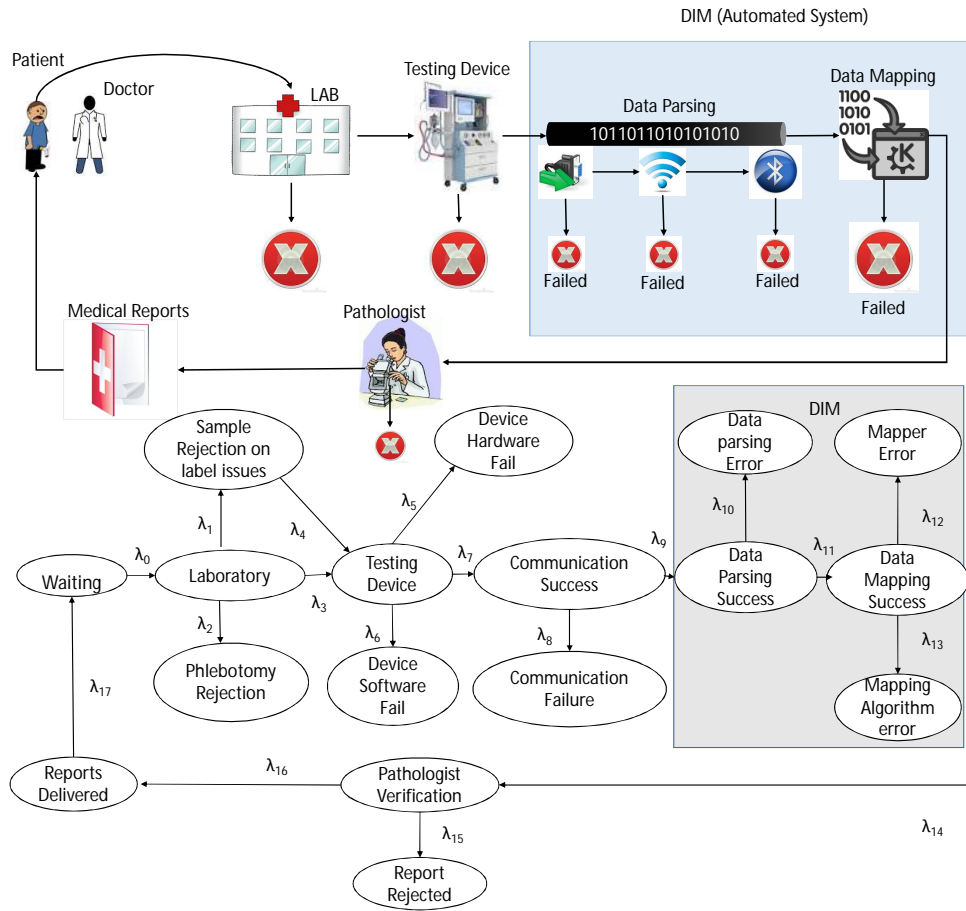 DIM (Automated System)
Patient
Doctor
LAB
Testing Device
Data Parsing
Data Mapping
1011011010101010
1100
1010
0101
K
X
X
X
X
X
X
Failed
Failed
Failed
Failed
Medical Reports
Pathologist
X
Sample
Rejection on
label issues
Device
Hardware
Fail
Data
parsing
Error
DIM
Mapper
Error
λ1
λ4
λ5
λ10
λ12
λ0
λ7
λ9
λ11
Waiting
Laboratory
λ3
Testing
Device
Communication
Success
Data
Parsing
Success
Data
Mapping
Success
λ2
λ6
λ8
λ13
Phlebotomy
Rejection
Device
Software
Fail
Communication
Failure
Mapping
Algorithm
error
λ17
λ16
Reports
Delivered
Pathologist
Verification
λ14
λ15
Report
Rejected